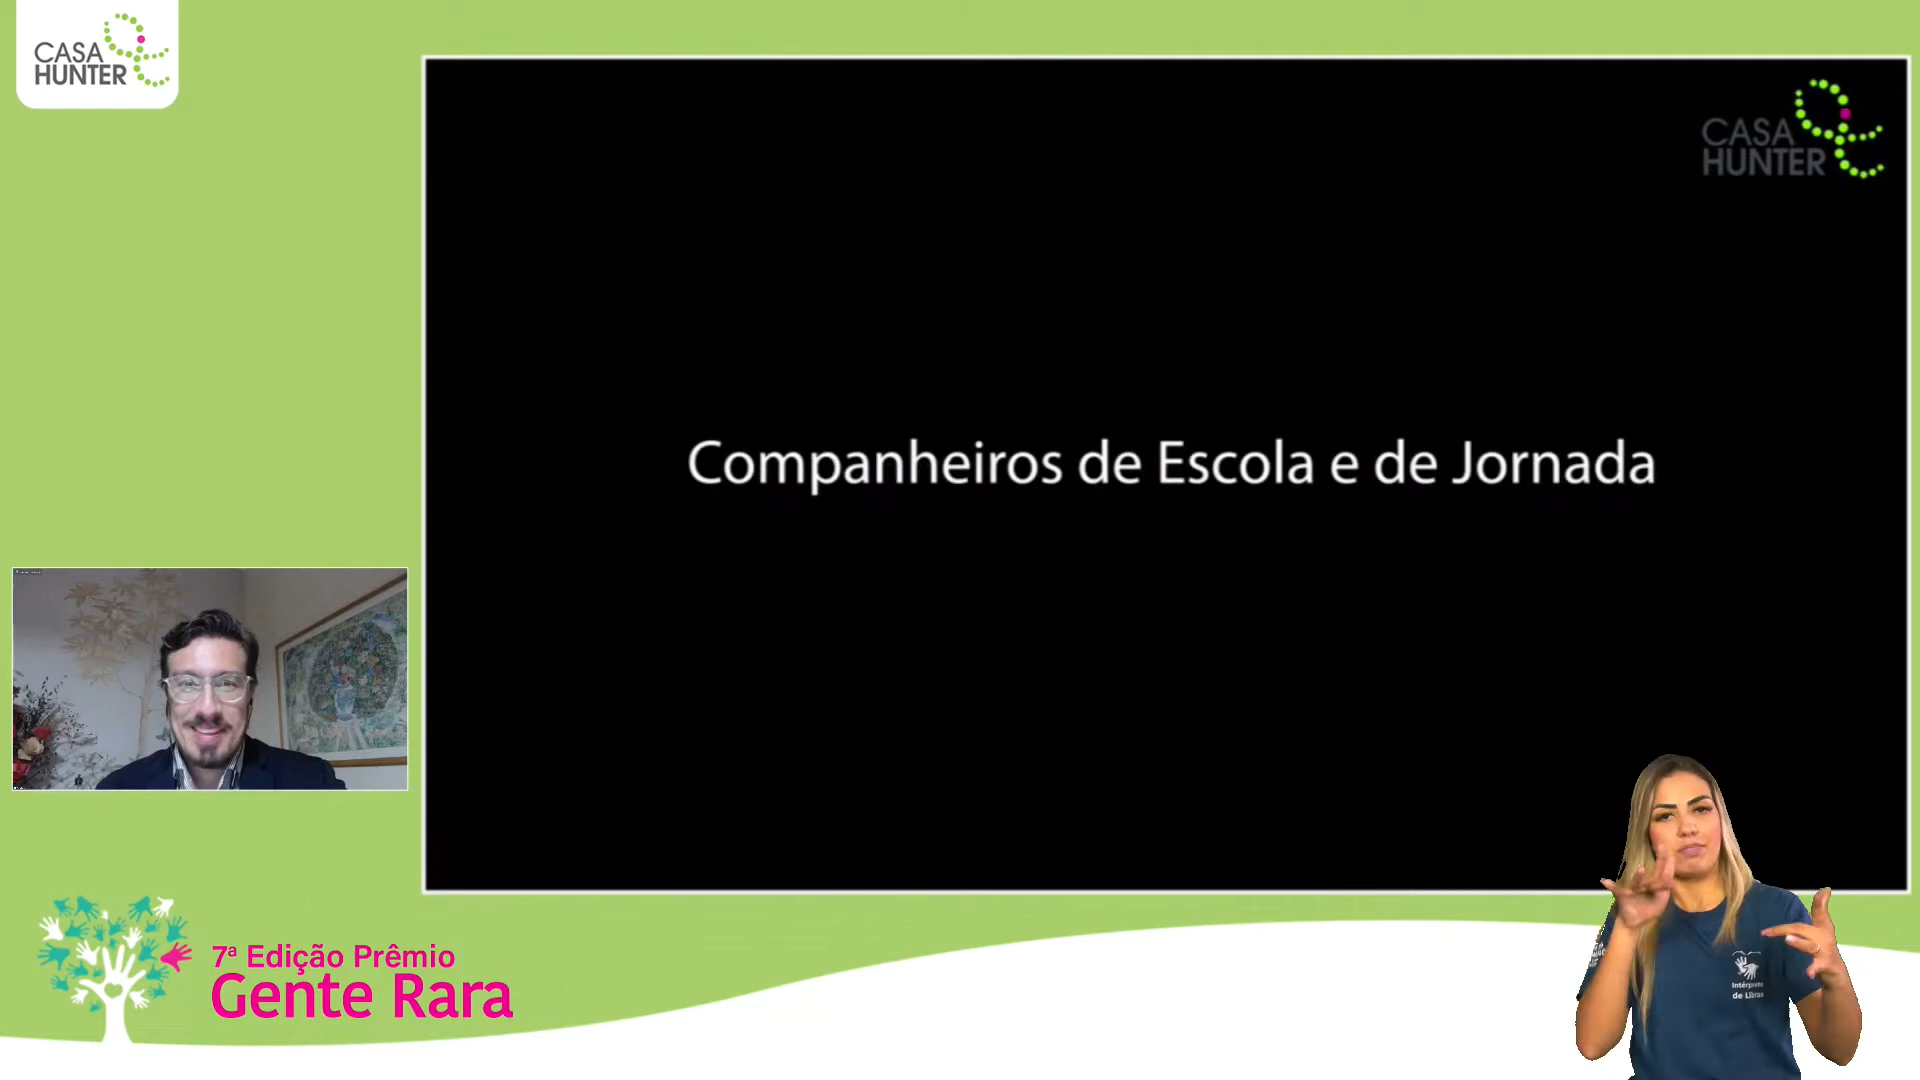 CASA
HUNTER
CASA
HUNTER
Companheiros de Escola e de Jornada
7ª Edição Prêmio
Gente Rara
Intérprete
de Libras